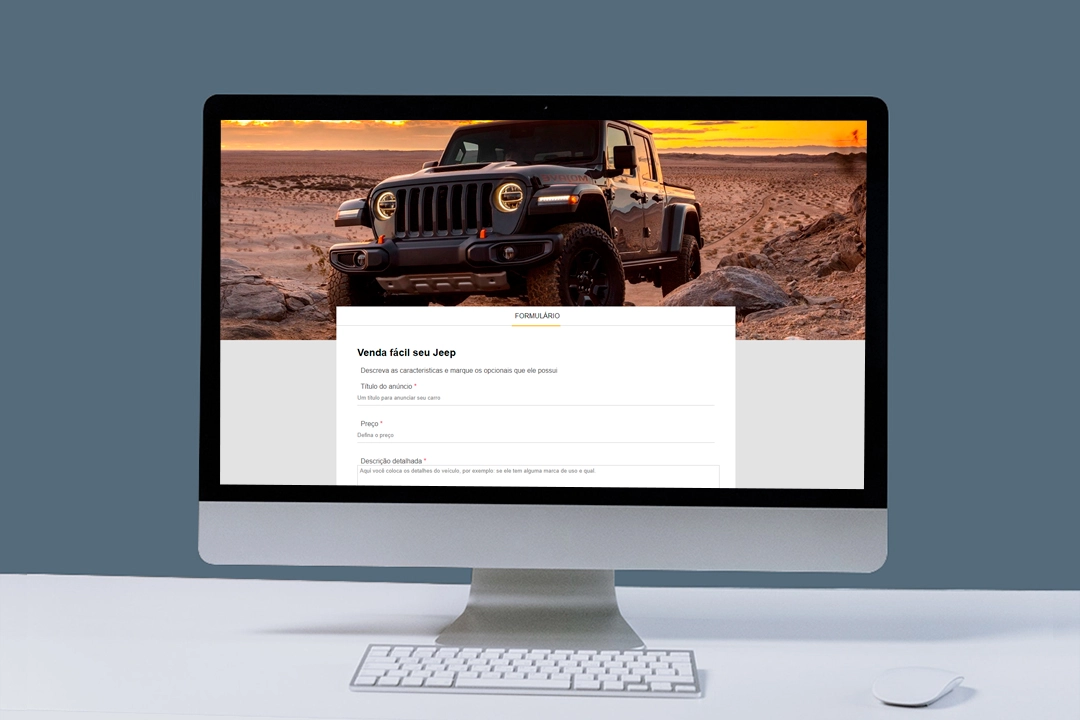 FORMULÁRIO
Venda fácil seu Jeep
Descreva as características e marque os opcionais que ele possui
Título do anúncio *
Um título para anunciar seu carro
Preço *
Defina o preço
Descrição detalhada *
Aqui você coloca os detalhes do veículo, por exemplo: se ele tem alguma marca de uso e qual.